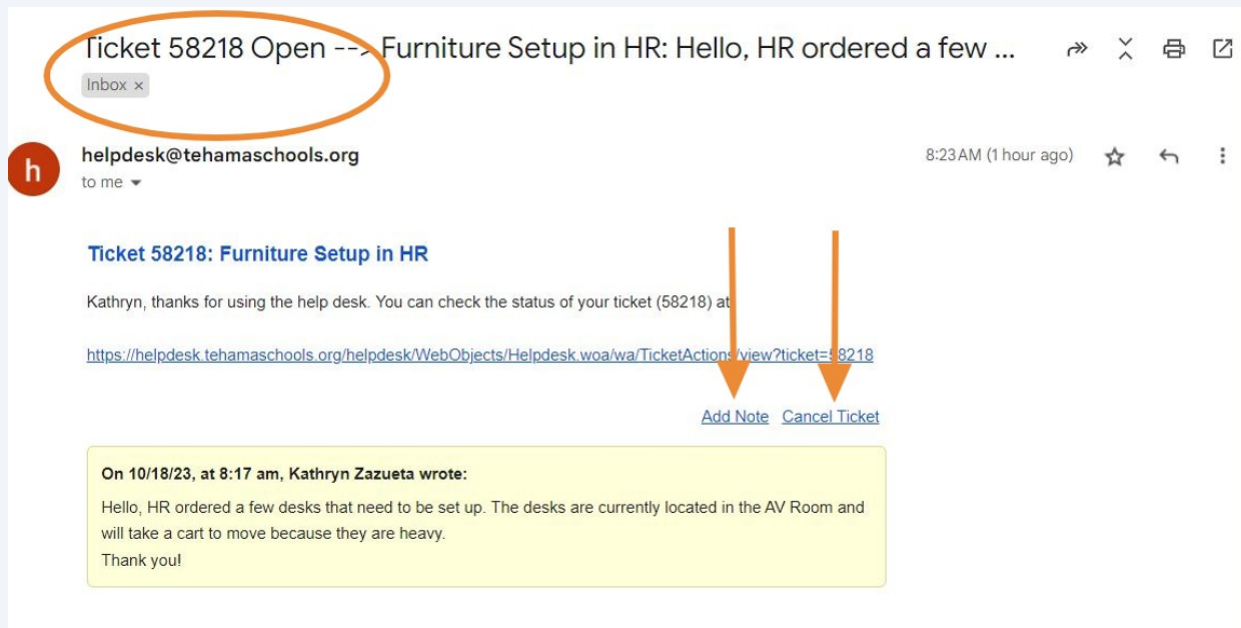 Ticket 58218 Open --> Furniture Setup in HR: Hello, HR ordered a few ...
Inbox ×
h
helpdesk@tehamaschools.org
8:23 AM (1 hour ago)
to me
Ticket 58218: Furniture Setup in HR
Kathryn, thanks for using the help desk. You can check the status of your ticket (58218) at
https://helpdesk.tehamaschools.org/helpdesk/WebObjects/Helpdesk.woa/wa/TicketActions/view?ticket=58218
Add Note Cancel Ticket
On 10/18/23, at 8:17 am, Kathryn Zazueta wrote:
Hello, HR ordered a few desks that need to be set up. The desks are currently located in the AV Room and
will take a cart to move because they are heavy.
Thank you!